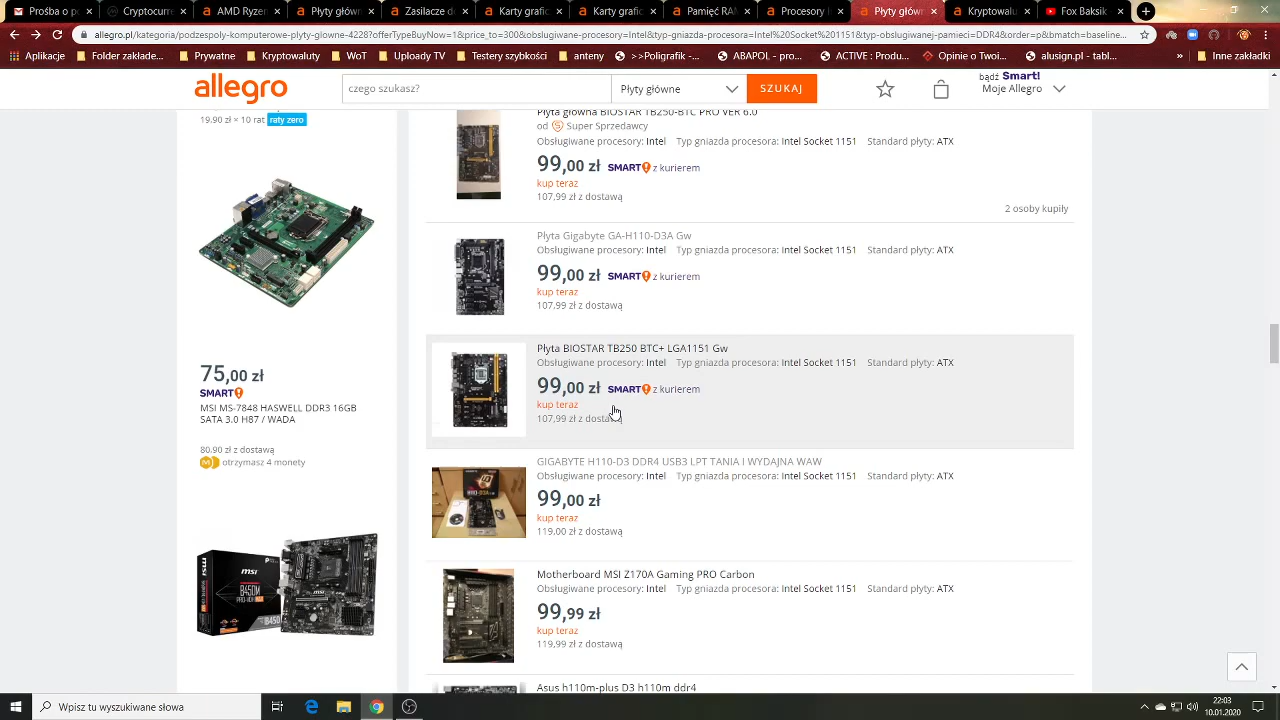 Prośba o po
Cryptocurre
AMD Ryzen
Płyty główn
Zasilacze do
Karty grafic
Karty grafic
Pamięć RAM
Procesory I
Płyty głów
Kryptowalu
Fox Baksik
allegro.pl/kategoria/podzespoly-komputerowe-plyty-glowne-4228?offerTypeBuyNow=1&price_to=300&obsługiwane-procesory=Intel&typ-gniazda-procesora=Intel%20Socket%201151&typ-obsługiwanej-pamieci=DDR4&order=p&bmatch=baseline...
Aplikacje
Folder zakładki
Kryptowaluty
WoT
Uploady TV
Testery szybkości
anteny
>>ign.Poligrafik -...
ABAPOL - proszko...
ACTIVE : Produkty...
Opinie o Twoim Sł...
alusign.pl - tablicz...
allegro
czego szukasz?
Płyty główne
SZUKAJ
bądź Smart!
Moje Allegro
19,90 zł × 10 rat raty zero
Płyta główna BIOSTAR TB250-BTC PRO VER 6.0
od S Super Sprzedawcy
Obsługiwane procesory: Intel Typ gniazda procesora: Intel Socket 1151 Standard płyty: ATX
99,00 zł SMART! z kurierem
kup teraz
107,99 zł z dostawą
2 osoby kupiły
Płyta Gigabyte GA-H110-D3A Gw
Obsługiwane procesory: Intel Typ gniazda procesora: Intel Socket 1151 Standard płyty: ATX
99,00 zł SMART! z kurierem
kup teraz
107,99 zł z dostawą
Płyta BIOSTAR TB250 BTC+ LGA1151 Gw
Obsługiwane procesory: Intel Typ gniazda procesora: Intel Socket 1151 Standard płyty: ATX
99,00 zł SMART! z kurierem
kup teraz
107,99 zł z dostawą
75,00 zł
SMART!
MSI MS-7848 HASWELL DDR3 16GB
SATA 3.0 H87 / WADA
80,90 zł z dostawą
otrzymasz 4 monety
GIGABYTE H110-D3 DDR4 USB3 LPT TANIA I WYDAJNA WAW
Obsługiwane procesory: Intel Typ gniazda procesora: Intel Socket 1151 Standard płyty: ATX
99,00 zł
kup teraz
119,00 zł z dostawą
msi
B450M
Motherboard MSI Z170A Gaming PRO Carbon
Obsługiwane procesory: Intel Typ gniazda procesora: Intel Socket 1151 Standard płyty: ATX
99,99 zł
kup teraz
119,99 zł z dostawą
Asus h110m-plus D3 h110m ddr4
Wpisz tu wyszukiwane słowa
22:03
10.01.2020